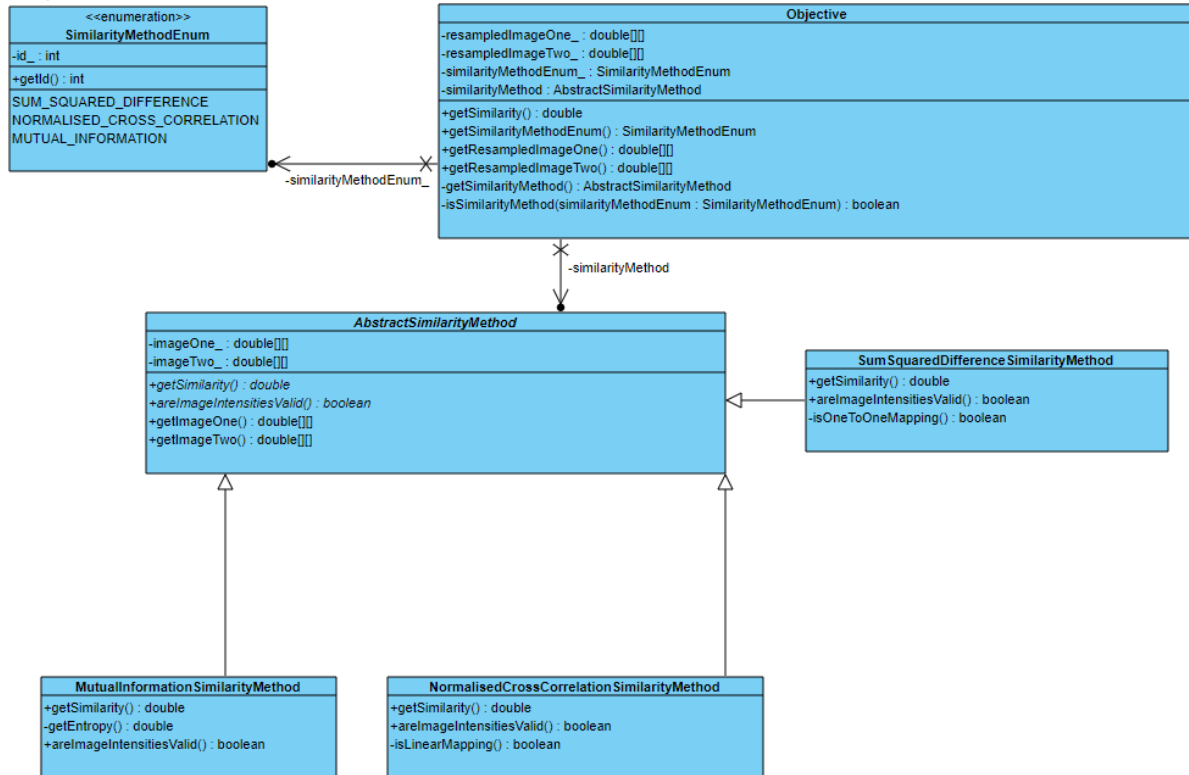 <<enumeration>>
SimilarityMethodEnum
-id_ : int
+getId() : int
SUM_SQUARED_DIFFERENCE
NORMALISED_CROSS_CORRELATION
MUTUAL_INFORMATION
Objective
-resampledImageOne_ : double[][]
-resampledImageTwo_ : double[][]
-similarityMethodEnum_ : SimilarityMethodEnum
-similarityMethod : AbstractSimilarityMethod
+getSimilarity() : double
+getSimilarityMethodEnum() : SimilarityMethodEnum
+getResampledImageOne() : double[][]
+getResampledImageTwo() : double[][]
-getSimilarityMethod() : AbstractSimilarityMethod
-isSimilarityMethod(similarityMethodEnum : SimilarityMethodEnum) : boolean
-similarityMethodEnum_
-similarityMethod
AbstractSimilarityMethod
-imageOne_ : double[][]
-imageTwo_ : double[][]
+getSimilarity() : double
+areImageIntensitiesValid() : boolean
+getImageOne() : double[][]
+getImageTwo() : double[][]
SumSquaredDifferenceSimilarityMethod
+getSimilarity() : double
+areImageIntensitiesValid() : boolean
-isOneToOneMapping() : boolean
MutualInformationSimilarityMethod
+getSimilarity() : double
-getEntropy() : double
+areImageIntensitiesValid() : boolean
NormalisedCrossCorrelationSimilarityMethod
+getSimilarity() : double
+areImageIntensitiesValid() : boolean
-isLinearMapping() : boolean